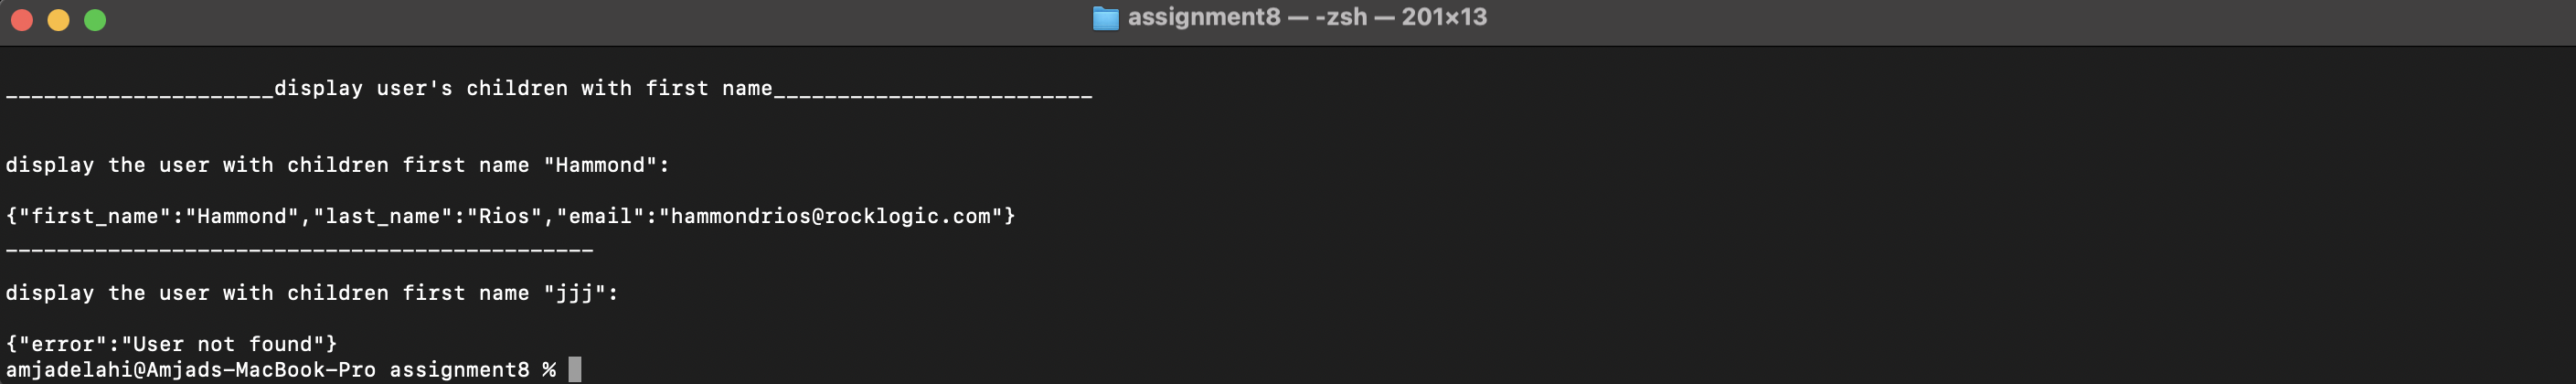 assignment8 — -zsh — 201×13
_____________________display user's children with first name_________________________
display the user with children first name "Hammond":
{"first_name":"Hammond","last_name":"Rios","email":"hammondrios@rocklogic.com"}
______________________________________________
display the user with children first name "jjj":
{"error":"User not found"}
amjadelahi@Amjads-MacBook-Pro assignment8 %